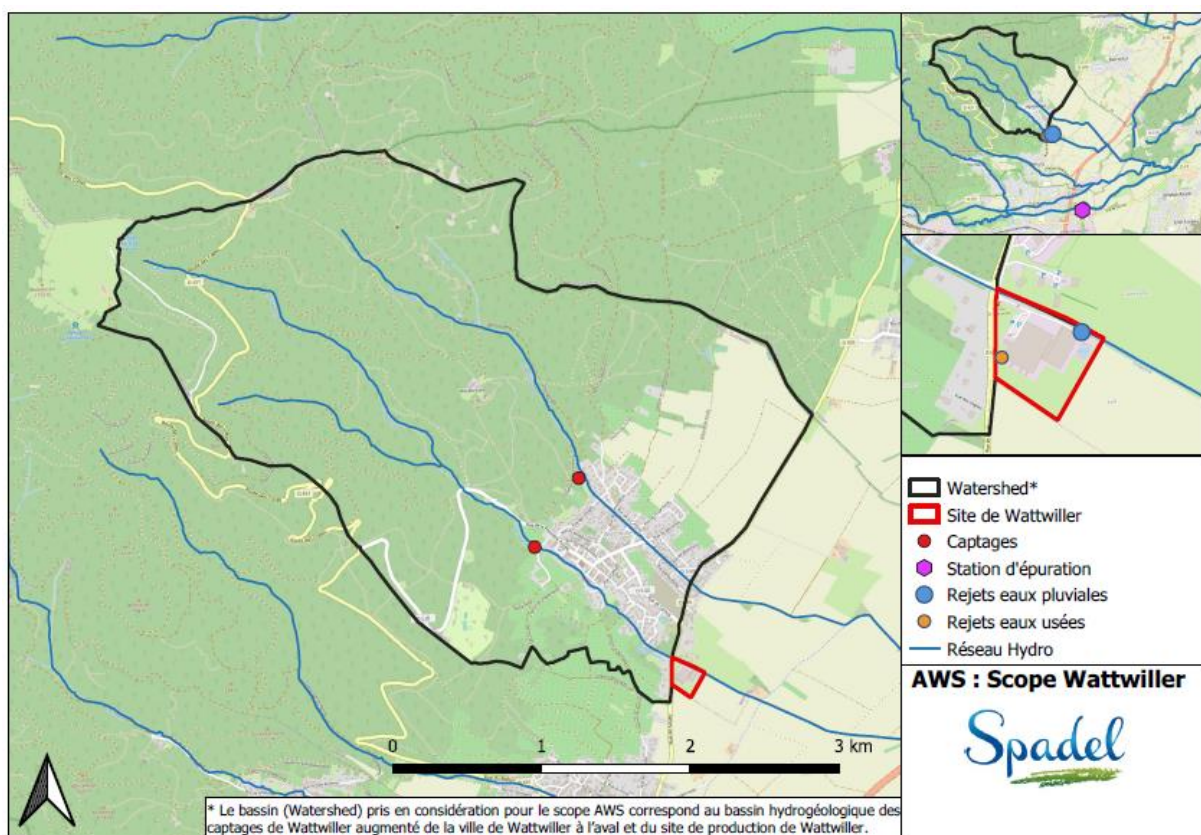 0
1
2
3 km
* Le bassin (Watershed) pris en considération pour le scope AWS correspond au bassin hydrogéologique des
captages de Wattwiller augmenté de la ville de Wattwiller à l'aval et du site de production de Wattwiller.
Watershed*
Site de Wattwiller
Captages
Station d'épuration
Rejets eaux pluviales
Rejets eaux usées
Réseau Hydro
AWS : Scope Wattwiller
Spadel